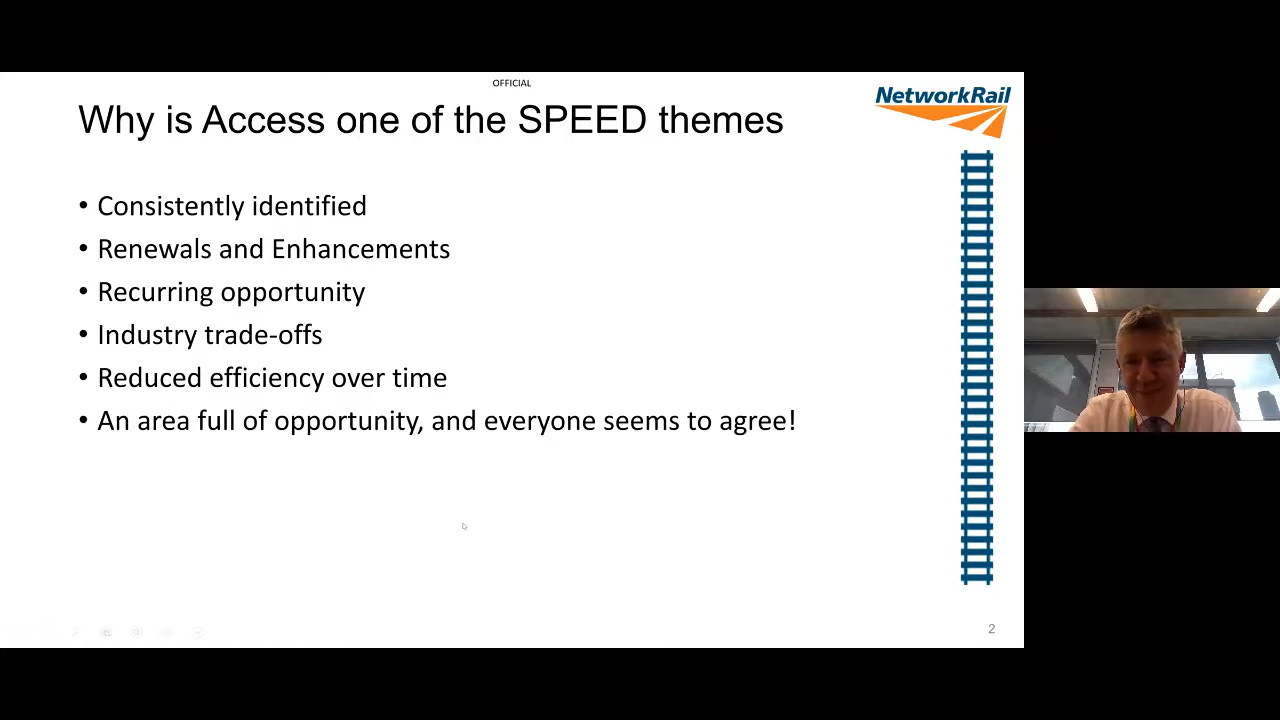 OFFICIAL
Why is Access one of the SPEED themes
NetworkRail
• Consistently identified
• Renewals and Enhancements
• Recurring opportunity
• Industry trade-offs
• Reduced efficiency over time
• An area full of opportunity, and everyone seems to agree!
2